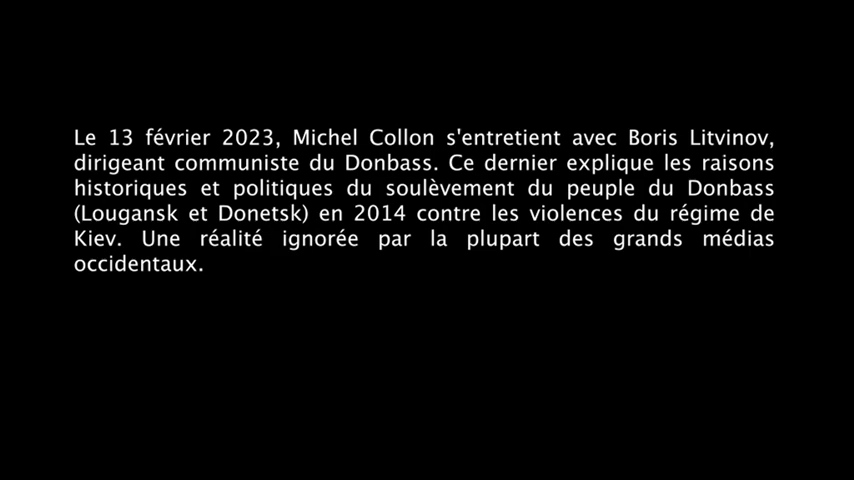 Le 13 février 2023, Michel Collon s'entretient avec Boris Litvinov,
dirigeant communiste du Donbass. Ce dernier explique les raisons
historiques et politiques du soulèvement du peuple du Donbass
(Lougansk et Donetsk) en 2014 contre les violences du régime de
Kiev. Une réalité ignorée par la plupart des grands médias
occidentaux.